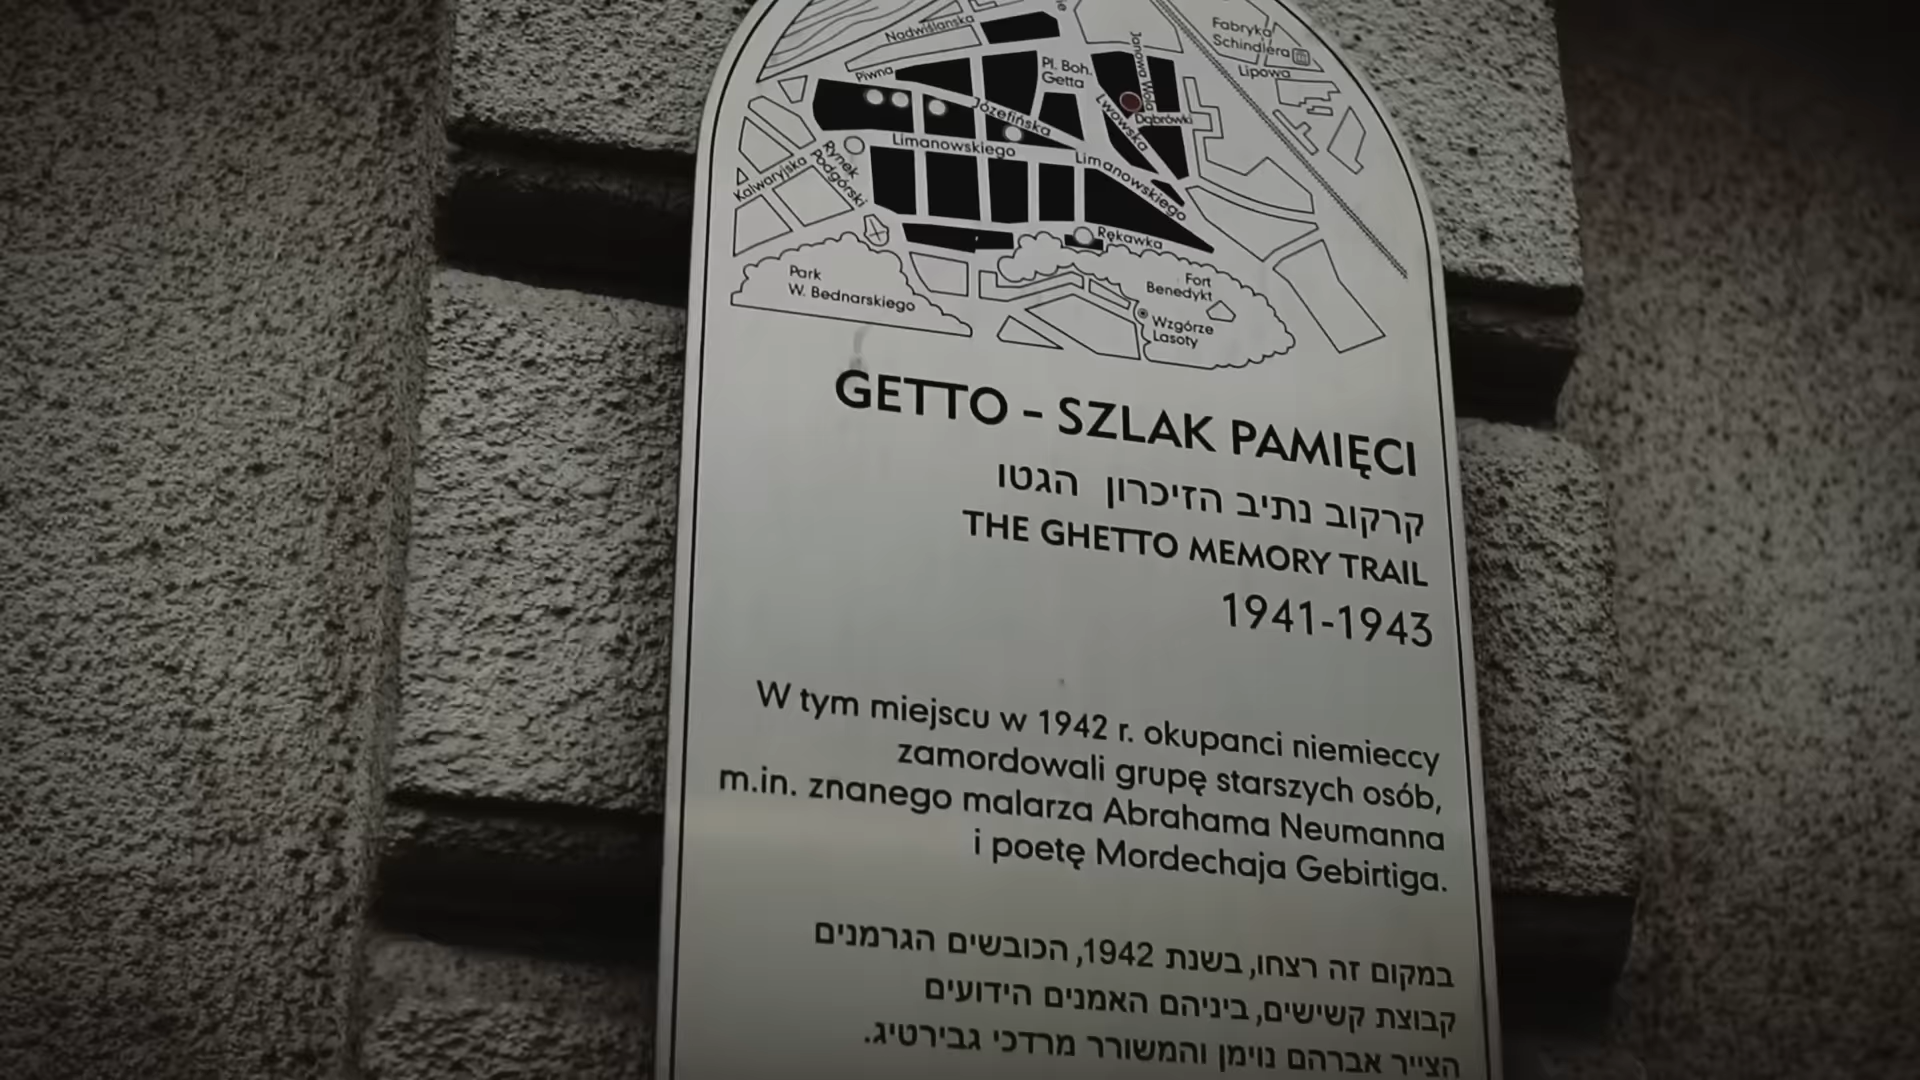 Nadwiślańska
Fabryka
Schindlera
Lipowa
Piwna
Pl. Boh.
Getta
Janowa Wola
Dąbrówki
Józefińska
Lwowska
Limanowskiego
Limanowskiego
Rynek
Podgórski
Kalwaryjska
Rękawka
Park
W. Bednarskiego
Fort
Benedykt
Wzgórze
Lasoty
GETTO – SZLAK PAMIĘCI
קרקוב נתיב הזיכרון הגטו
THE GHETTO MEMORY TRAIL
1941-1943
W tym miejscu w 1942 r. okupanci niemieccy
zamordowali grupę starszych osób,
m.in. znanego malarza Abrahama Neumanna
i poetę Mordechaja Gebirtiga.
במקום זה רצחו, בשנת 1942, הכובשים הגרמנים
קבוצת קשישים, ביניהם האמנים הידועים
הצייר אברהם נוימן והמשורר מרדכי גבירטיג.